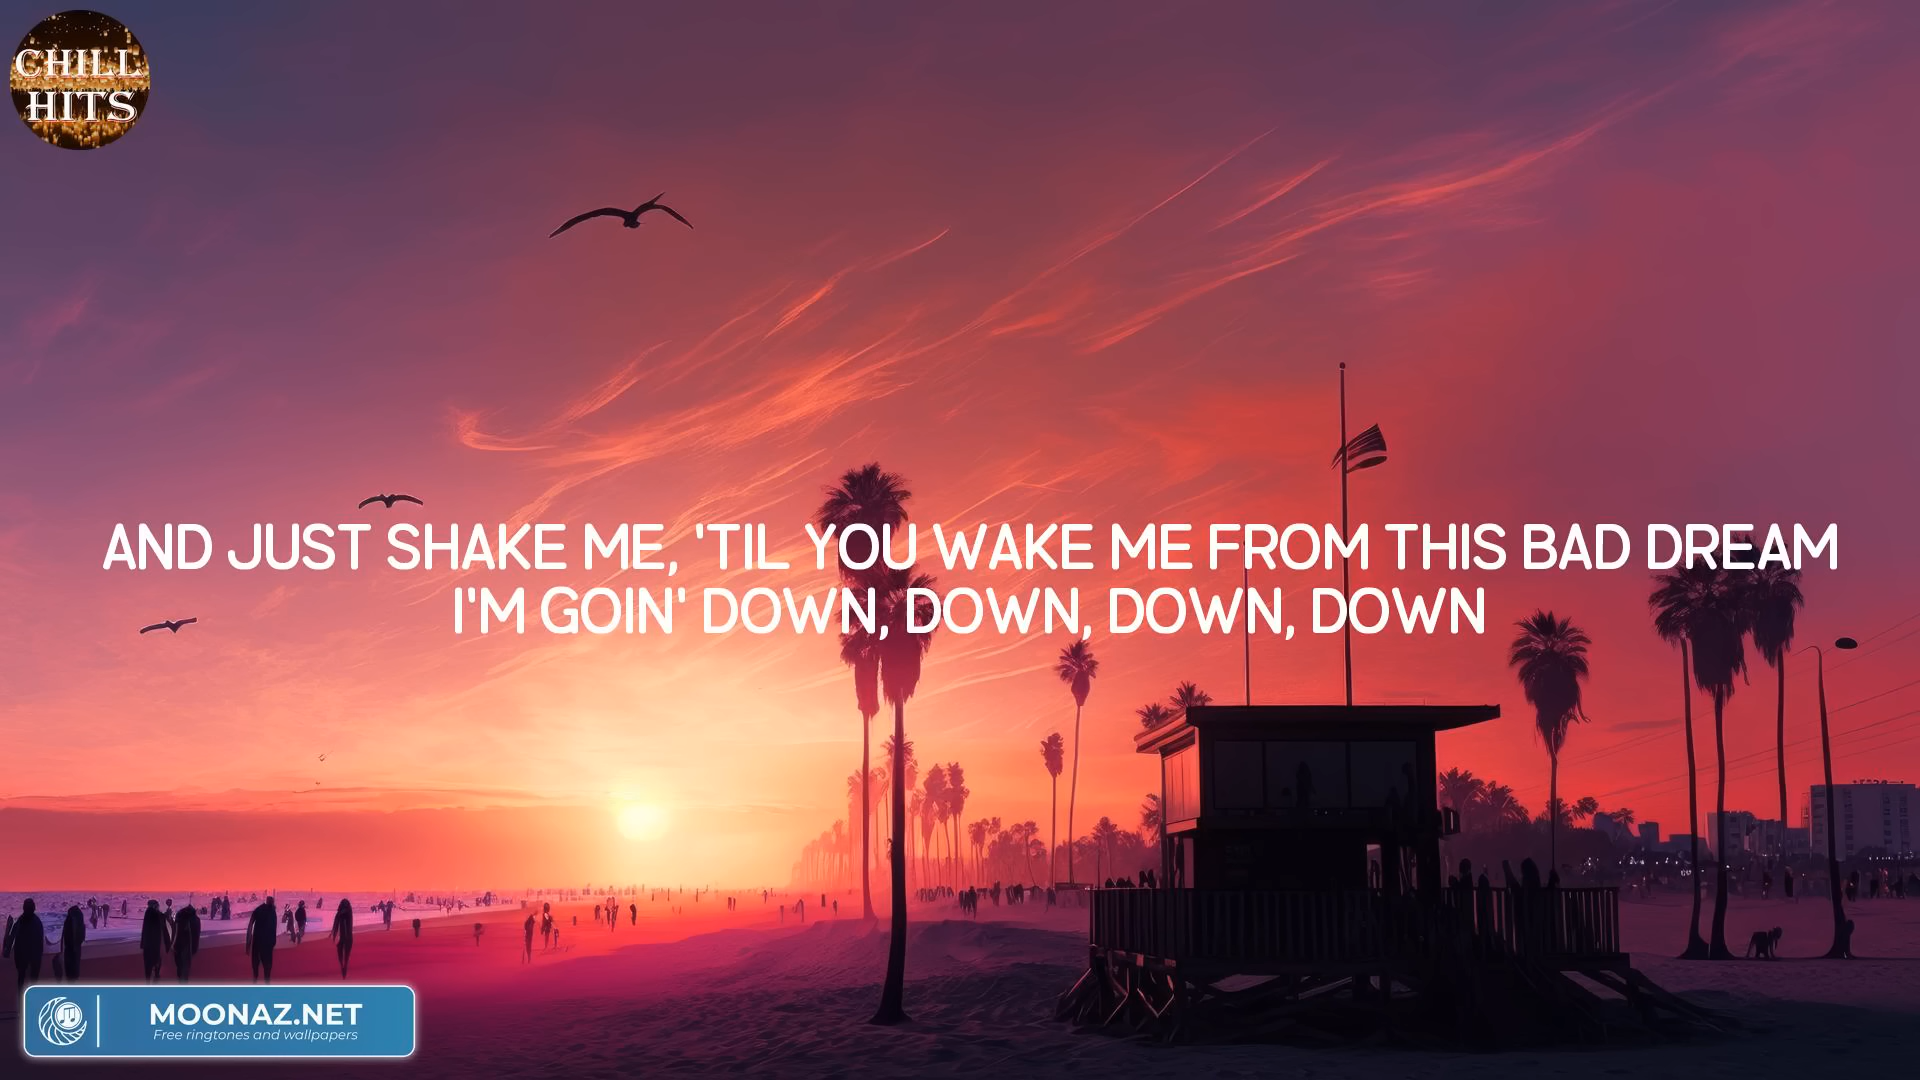 CHILL
HITS
AND JUST SHAKE ME, 'TIL YOU WAKE ME FROM THIS BAD DREAM
I'M GOIN' DOWN, DOWN, DOWN, DOWN
MOONAZ.NET
Free ringtones and wallpapers